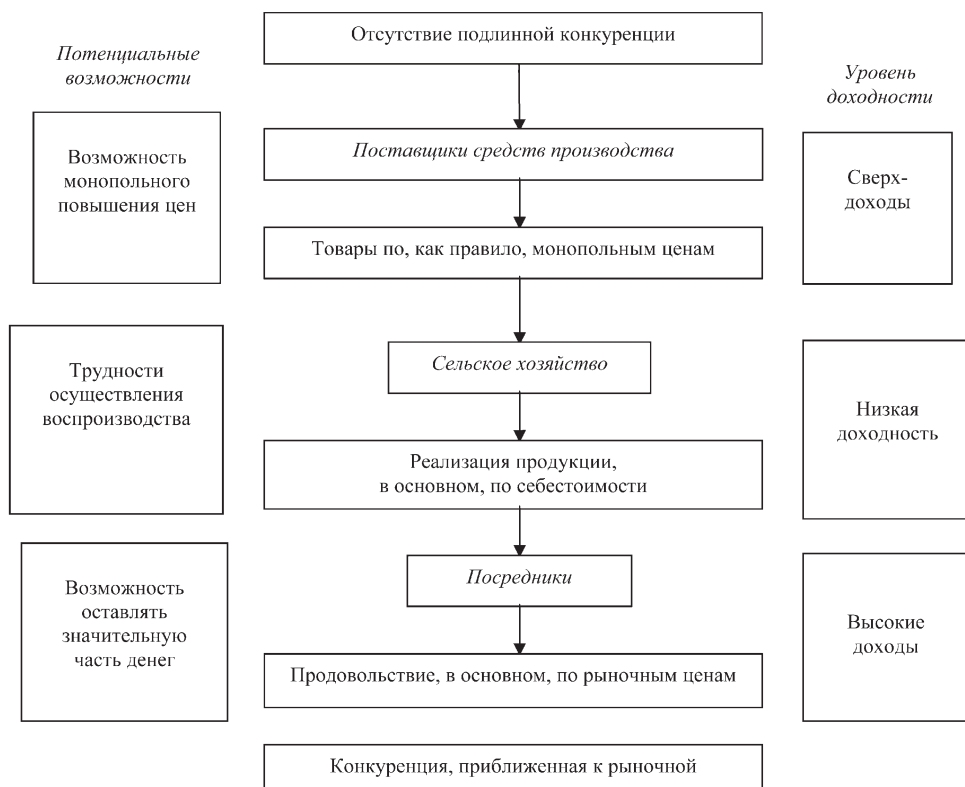 Отсутствие подлинной конкуренции
Потенциальные
возможности
Уровень
доходности
Возможность
монопольного
повышения цен
Поставщики средств производства
Сверх-
доходы
Товары по, как правило, монопольным ценам
Трудности
осуществления
воспроизводства
Сельское хозяйство
Низкая
доходность
Реализация продукции,
в основном, по себестоимости
Возможность
оставлять
значительную
часть денег
Посредники
Высокие
доходы
Продовольствие, в основном, по рыночным ценам
Конкуренция, приближенная к рыночной